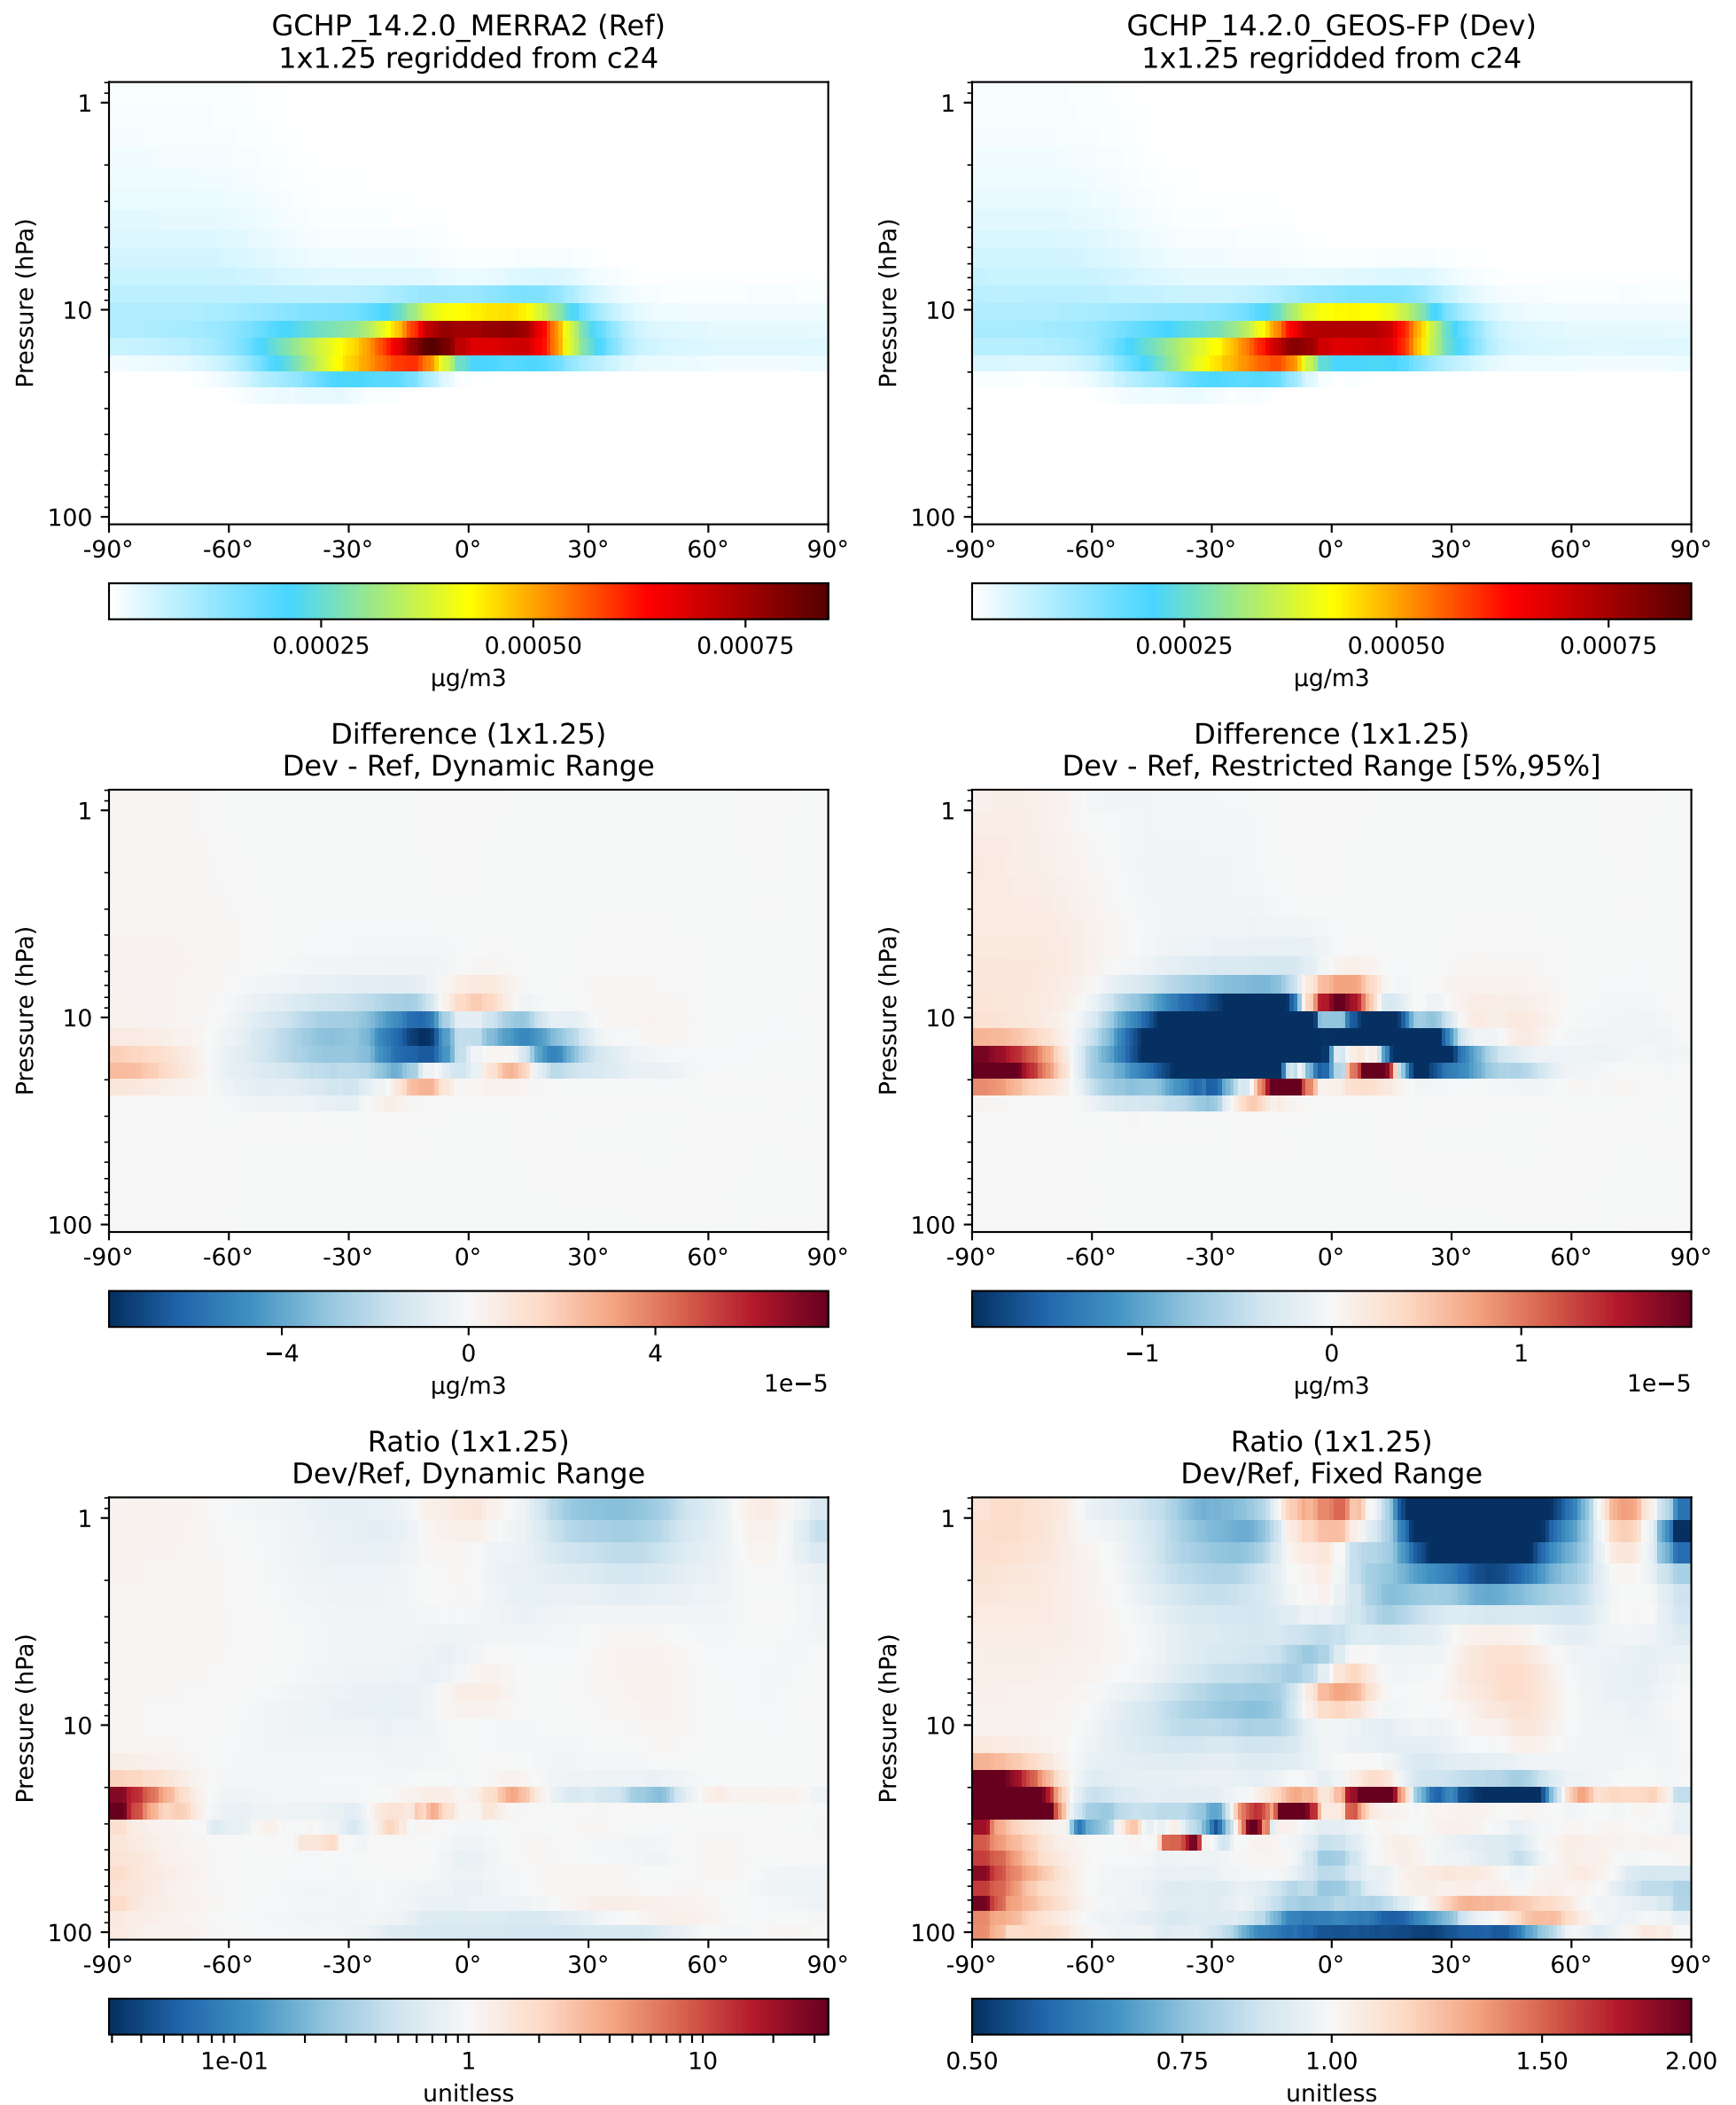 GCHP_14.2.0_MERRA2 (Ref)
1x1.25 regridded from c24
Pressure (hPa)
1
10
100
-90° -60° -30° 0° 30° 60° 90°
0.00025 0.00050 0.00075
μg/m3
GCHP_14.2.0_GEOS-FP (Dev)
1x1.25 regridded from c24
Pressure (hPa)
1
10
100
-90° -60° -30° 0° 30° 60° 90°
0.00025 0.00050 0.00075
μg/m3
Difference (1x1.25)
Dev - Ref, Dynamic Range
Pressure (hPa)
1
10
100
-90° -60° -30° 0° 30° 60° 90°
−4 0 4
μg/m3
1e−5
Difference (1x1.25)
Dev - Ref, Restricted Range [5%,95%]
Pressure (hPa)
1
10
100
-90° -60° -30° 0° 30° 60° 90°
−1 0 1
μg/m3
1e−5
Ratio (1x1.25)
Dev/Ref, Dynamic Range
Pressure (hPa)
1
10
100
-90° -60° -30° 0° 30° 60° 90°
1e-01 1 10
unitless
Ratio (1x1.25)
Dev/Ref, Fixed Range
Pressure (hPa)
1
10
100
-90° -60° -30° 0° 30° 60° 90°
0.50 0.75 1.00 1.50 2.00
unitless